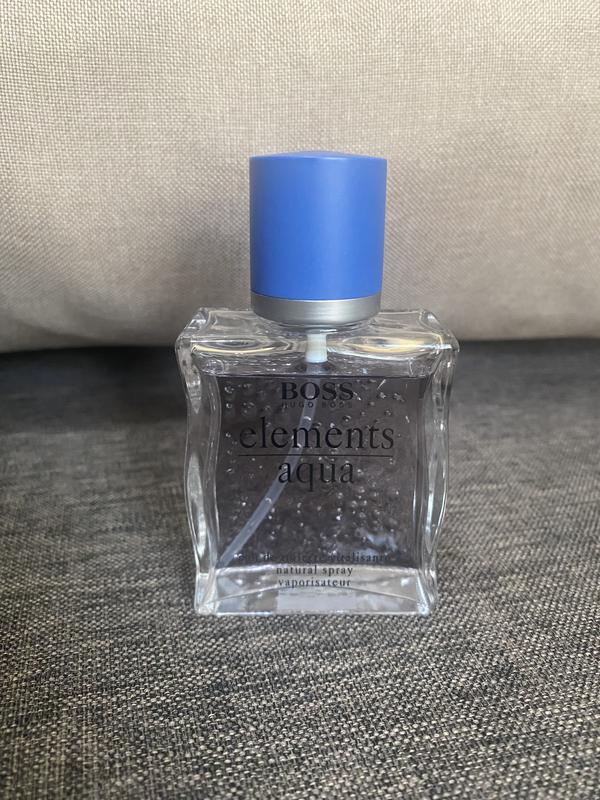 BOSS
HUGO BOSS
elements
aqua
natural spray
vaporisateur